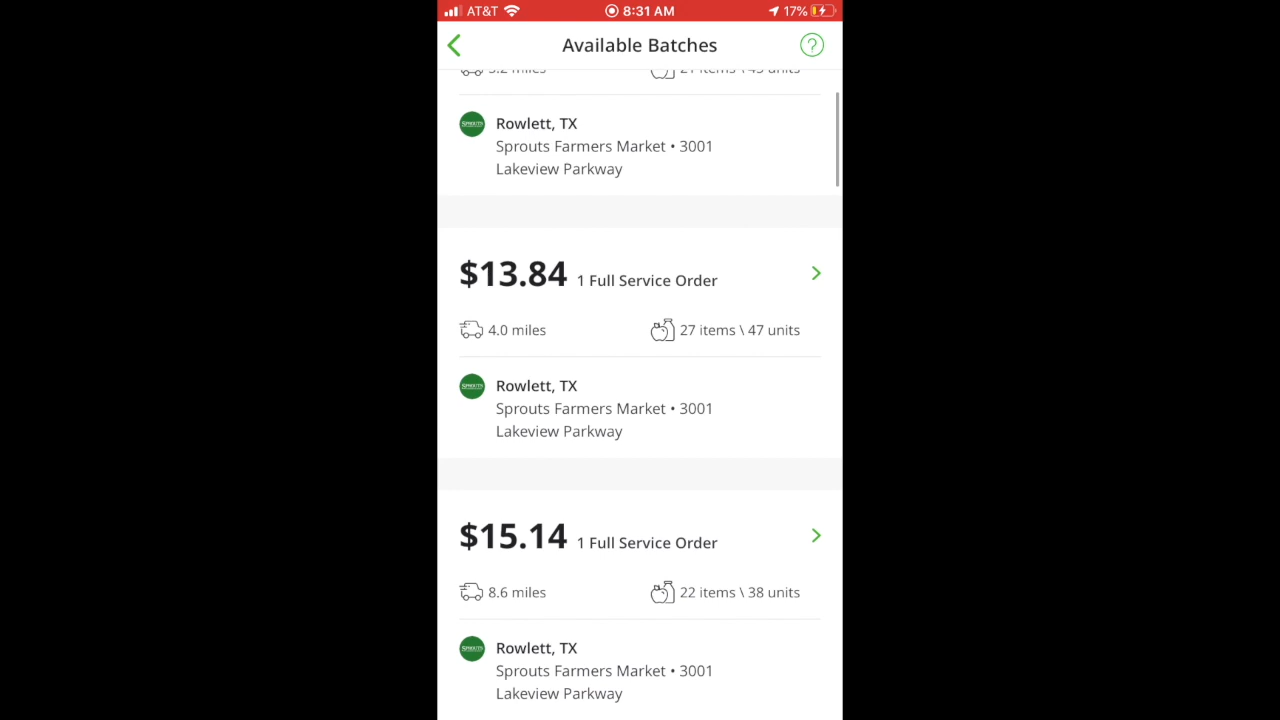 AT&T 8:31 AM 17%
Available Batches ?
Rowlett, TX
Sprouts Farmers Market • 3001
Lakeview Parkway
$13.84 1 Full Service Order
4.0 miles 27 items \ 47 units
SPROUTS Rowlett, TX
Sprouts Farmers Market • 3001
Lakeview Parkway
$15.14 1 Full Service Order
8.6 miles 22 items \ 38 units
SPROUTS Rowlett, TX
Sprouts Farmers Market • 3001
Lakeview Parkway